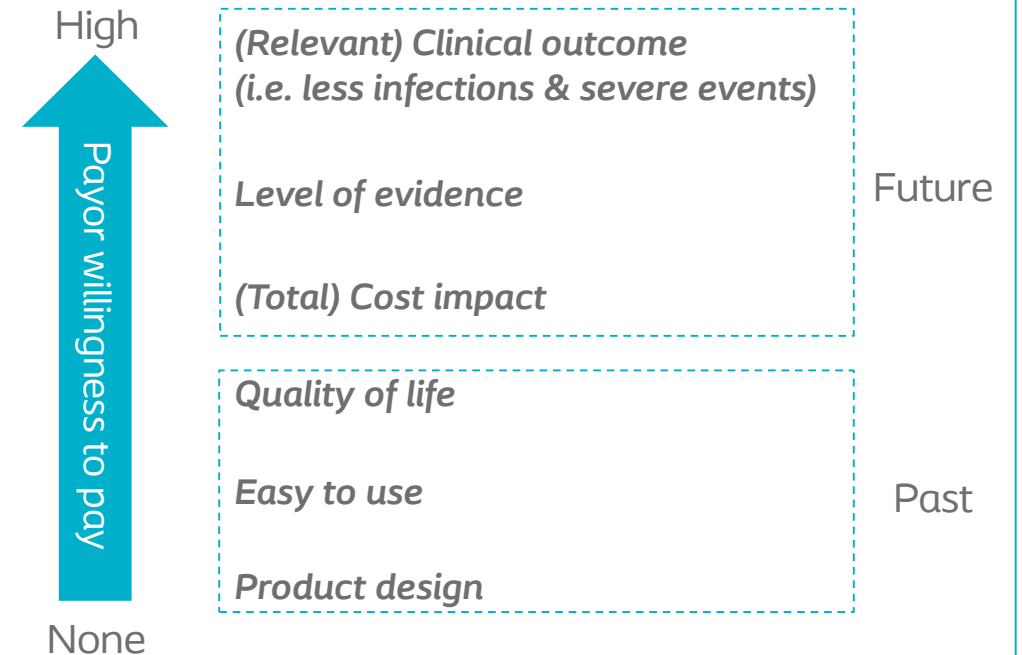 High
Payor willingness to pay
None
(Relevant) Clinical outcome
(i.e. less infections & severe events)
Level of evidence
(Total) Cost impact
Future
Quality of life
Easy to use
Product design
Past